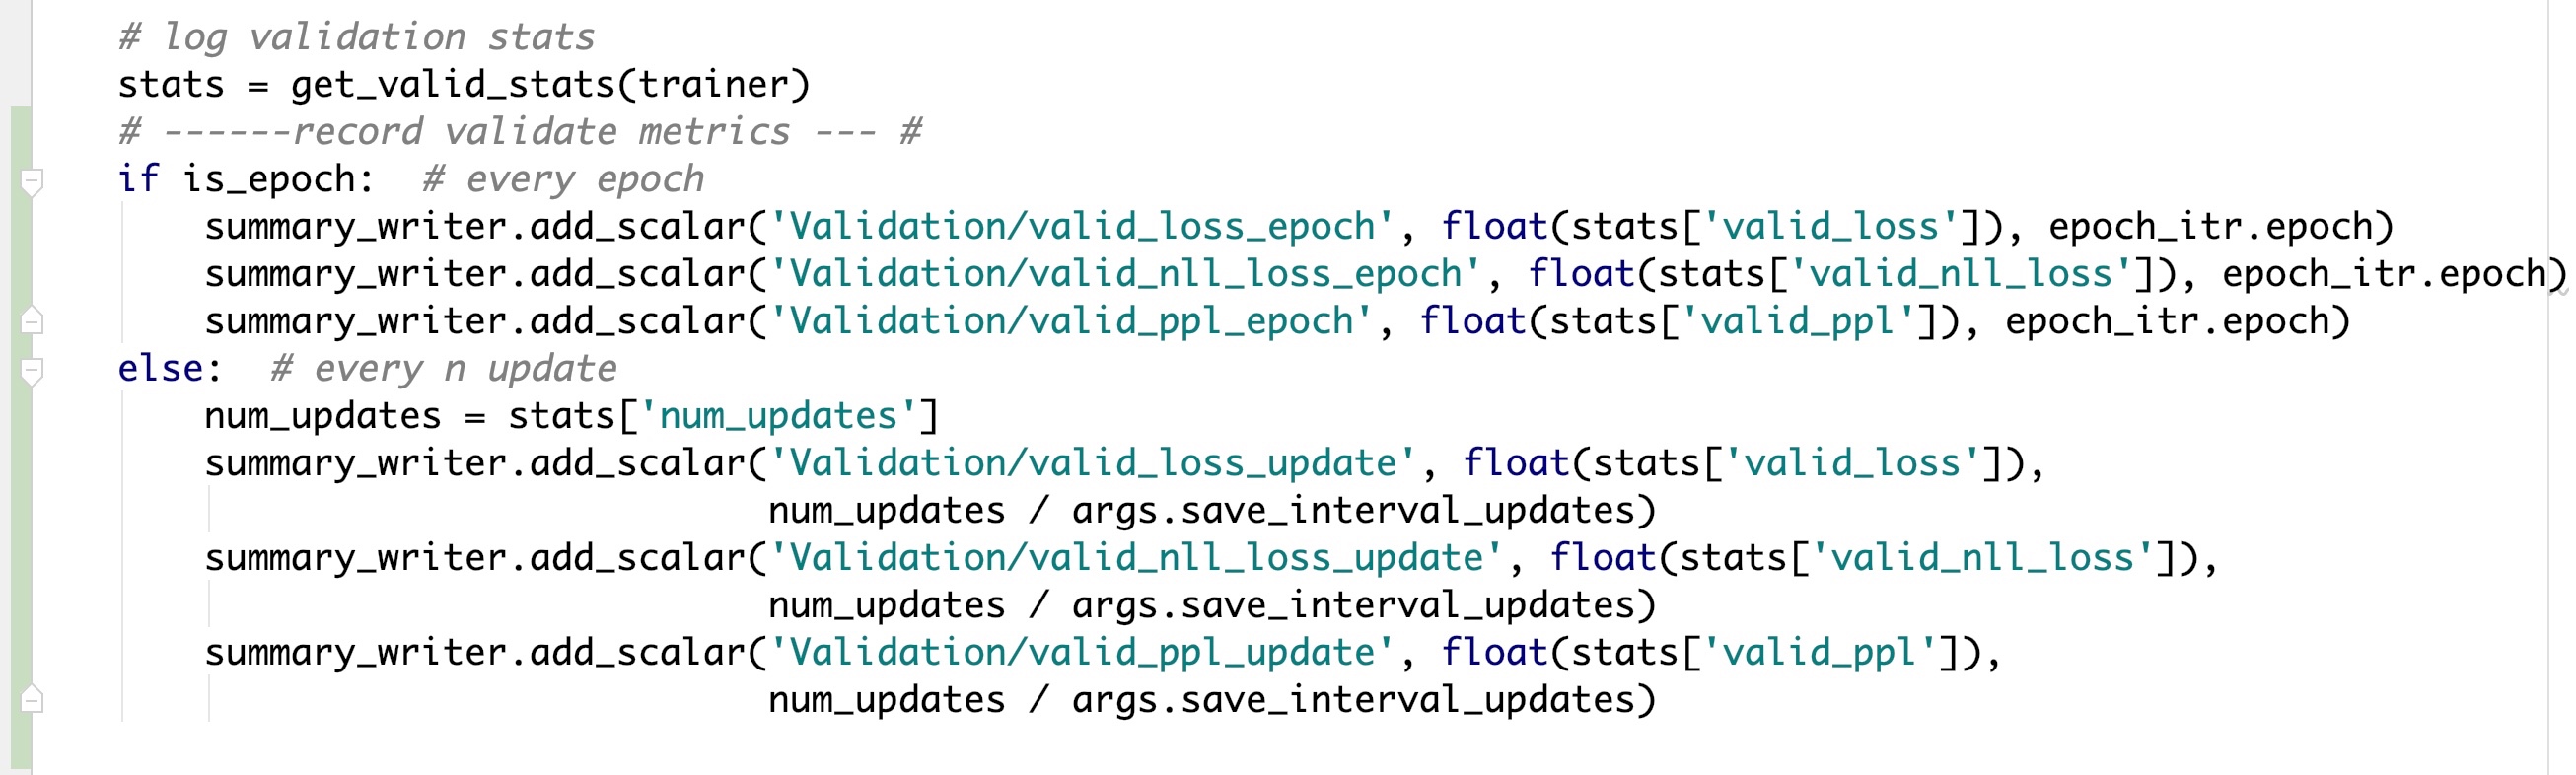 # log validation stats
stats = get_valid_stats(trainer)
# ------record validate metrics --- #
if is_epoch:  # every epoch
    summary_writer.add_scalar('Validation/valid_loss_epoch', float(stats['valid_loss']), epoch_itr.epoch)
    summary_writer.add_scalar('Validation/valid_nll_loss_epoch', float(stats['valid_nll_loss']), epoch_itr.epoch)
    summary_writer.add_scalar('Validation/valid_ppl_epoch', float(stats['valid_ppl']), epoch_itr.epoch)
else:  # every n update
    num_updates = stats['num_updates']
    summary_writer.add_scalar('Validation/valid_loss_update', float(stats['valid_loss']),
                              num_updates / args.save_interval_updates)
    summary_writer.add_scalar('Validation/valid_nll_loss_update', float(stats['valid_nll_loss']),
                              num_updates / args.save_interval_updates)
    summary_writer.add_scalar('Validation/valid_ppl_update', float(stats['valid_ppl']),
                              num_updates / args.save_interval_updates)